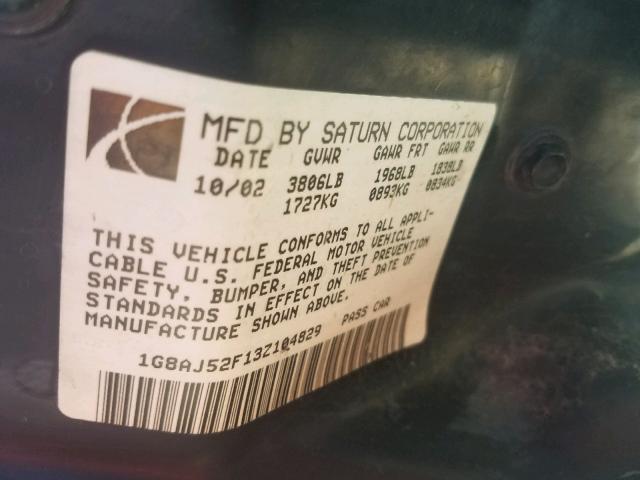 MFD BY SATURN CORPORATION
DATE GVWR GAWR FRT GAWR RR
10/02 3806LB 1968LB 1838LB
1727KG 0893KG 0834KG
THIS VEHICLE CONFORMS TO ALL APPLI-
CABLE U.S. FEDERAL MOTOR VEHICLE
SAFETY, BUMPER, AND THEFT PREVENTION
STANDARDS IN EFFECT ON THE DATE OF
MANUFACTURE SHOWN ABOVE.
1G8AJ52F13Z104829 PASS CAR